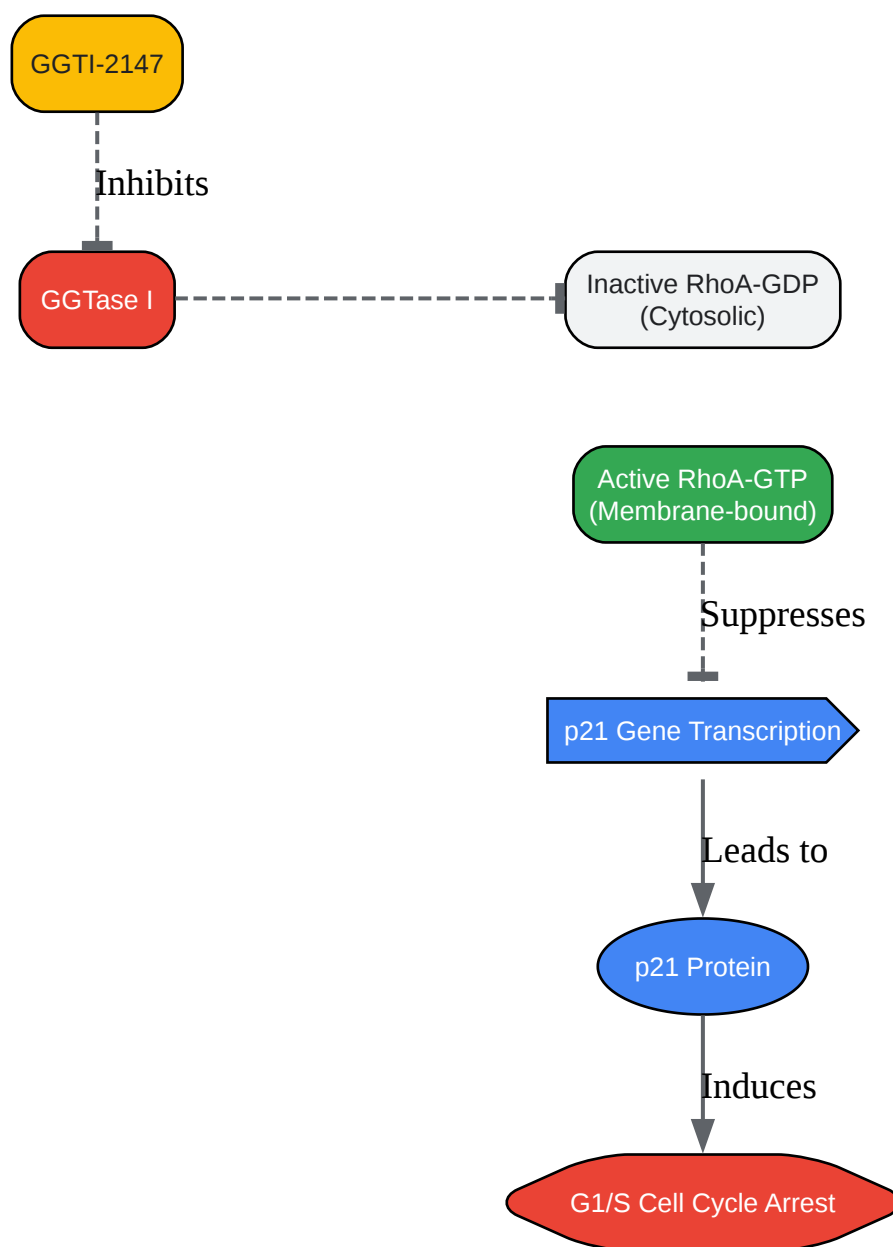 GGTI-2147
Inhibits
GGTase I
Inactive RhoA-GDP
(Cytosolic)
Active RhoA-GTP
(Membrane-bound)
Suppresses
p21 Gene Transcription
Leads to
p21 Protein
Induces
G1/S Cell Cycle Arrest